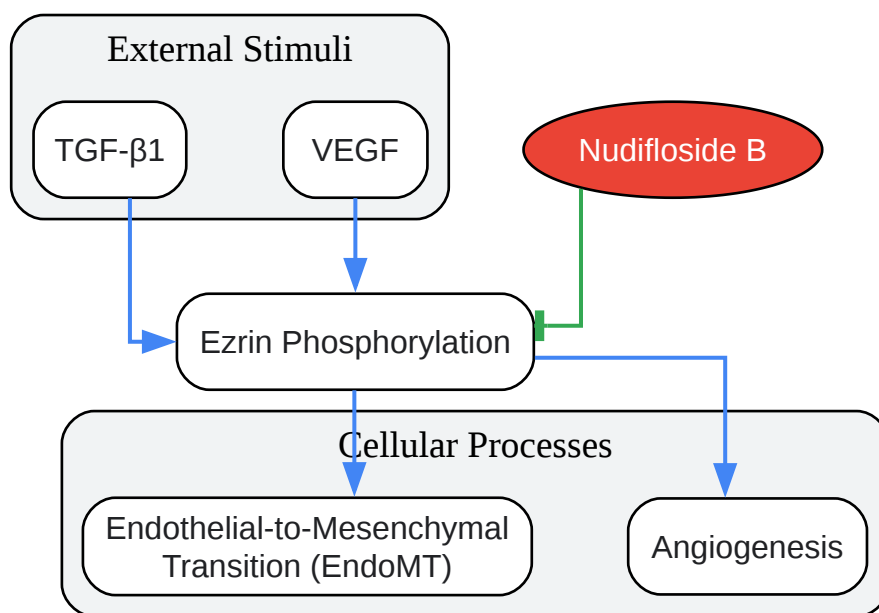 External Stimuli
TGF-β1
VEGF
Nudifloside B
Ezrin Phosphorylation
Cellular Processes
Endothelial-to-Mesenchymal
Transition (EndoMT)
Angiogenesis